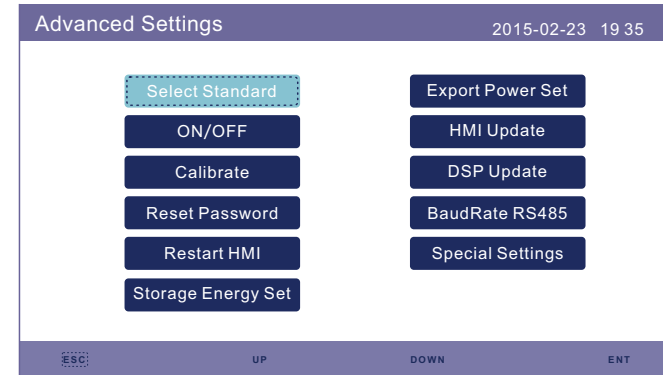 Advanced Settings
2015-02-23 19 35
Select Standard
ON/OFF
Calibrate
Reset Password
Restart HMI
Storage Energy Set
Export Power Set
HMI Update
DSP Update
BaudRate RS485
Special Settings
ESC UP DOWN ENT